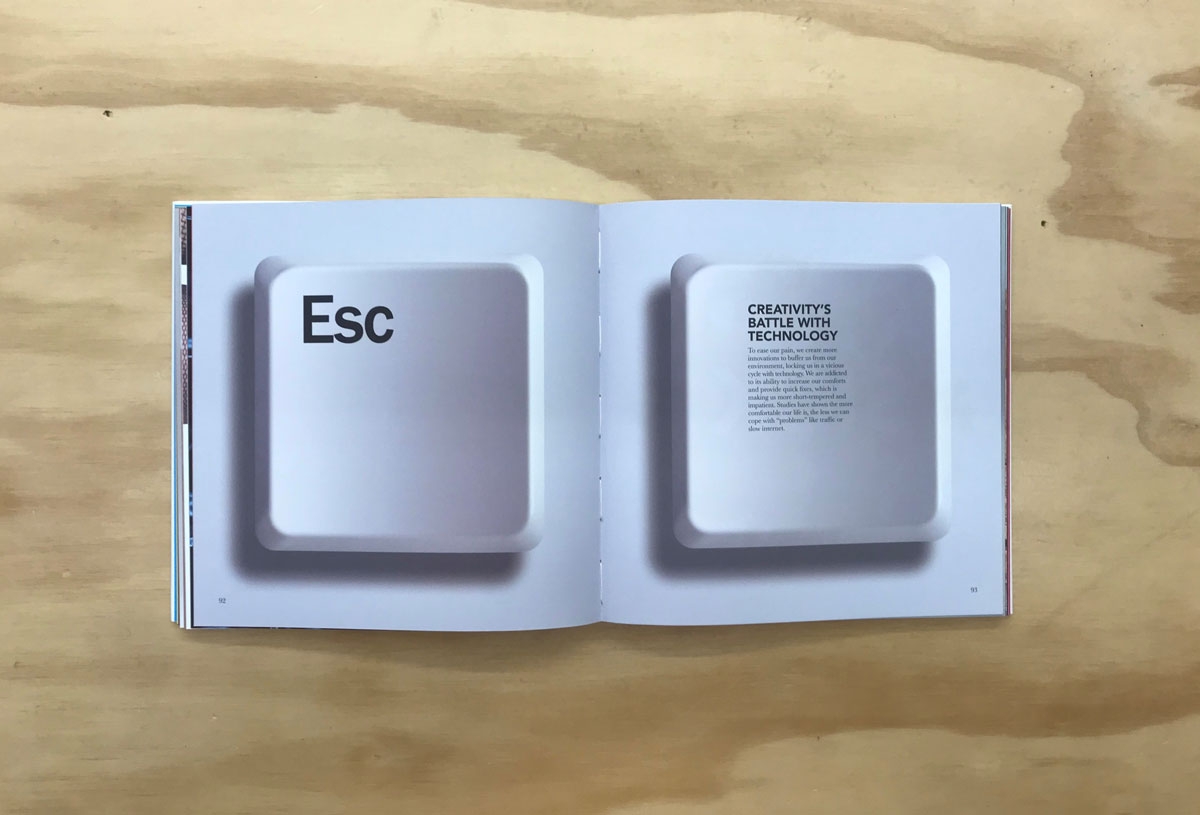 Esc
92
CREATIVITY'S
BATTLE WITH
TECHNOLOGY
To ease our pain, we create more
innovations to buffer us from our
environment, locking us in a vicious
cycle with technology. We are addicted
to its ability to increase our comforts
and provide quick fixes, which is
making us more short-tempered and
impatient. Studies have shown the more
comfortable our life is, the less we can
cope with “problems” like traffic or
slow internet.
93